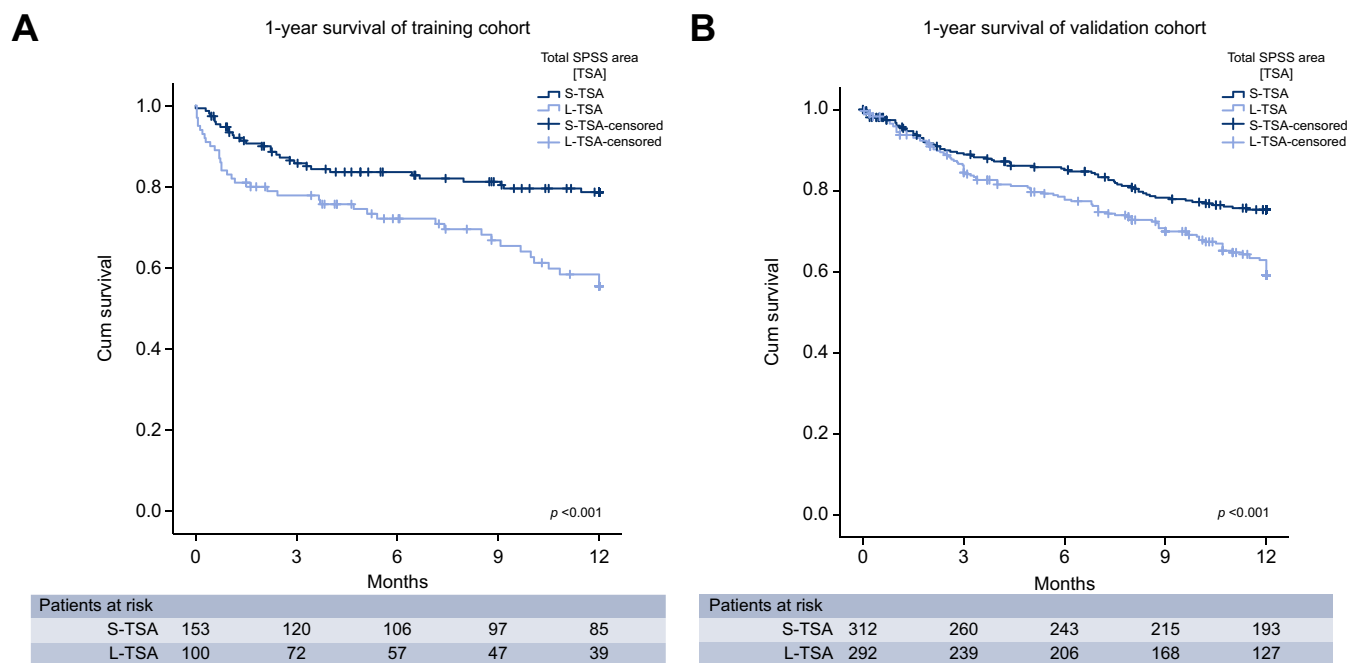 A
1-year survival of training cohort
Total SPSS area
[TSA]
S-TSA
L-TSA
S-TSA-censored
L-TSA-censored
1.0
0.8
0.6
0.4
0.2
0.0
Cum survival
p <0.001
0 3 6 9 12
Months
Patients at risk
S-TSA 153 120 106 97 85
L-TSA 100 72 57 47 39
B
1-year survival of validation cohort
Total SPSS area
[TSA]
S-TSA
L-TSA
S-TSA-censored
L-TSA-censored
1.0
0.8
0.6
0.4
0.2
0.0
Cum survival
p <0.001
0 3 6 9 12
Months
Patients at risk
S-TSA 312 260 243 215 193
L-TSA 292 239 206 168 127